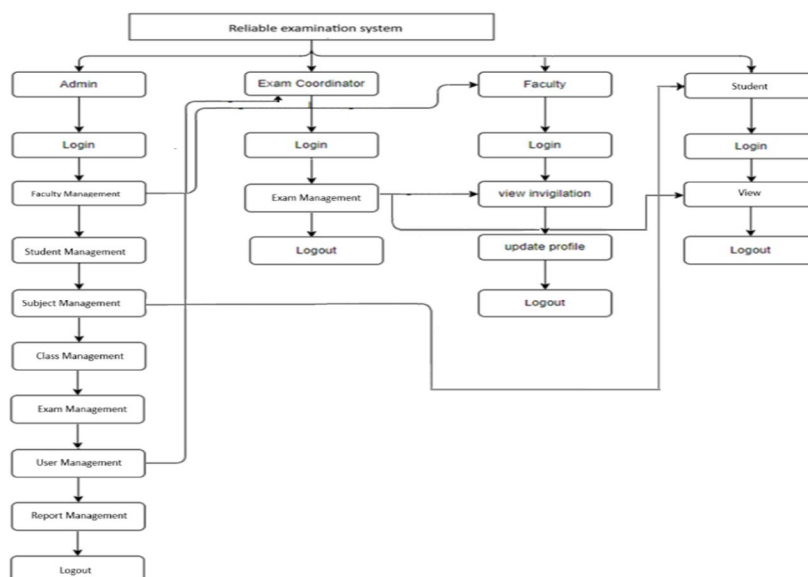 Reliable examination system
Admin
Exam Coordinator
Faculty
Student
Login
Login
Login
Login
Faculty Management
Exam Management
view invigilation
View
Student Management
Logout
update profile
Logout
Subject Management
Logout
Class Management
Exam Management
User Management
Report Management
Logout